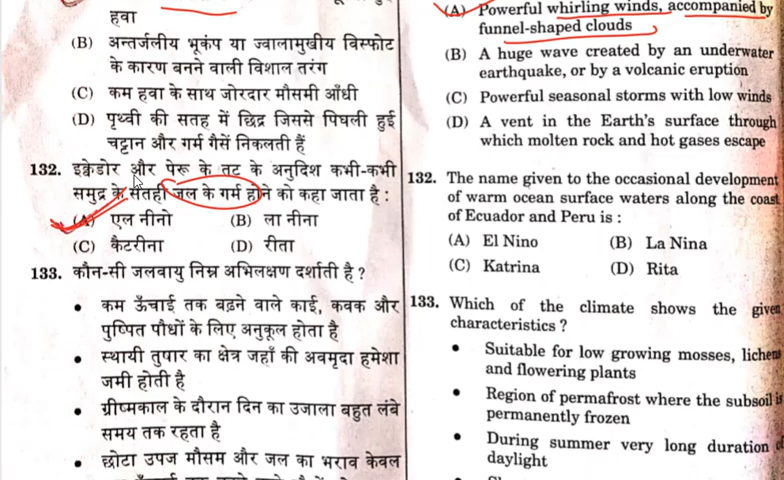 हवा
(B) अन्तर्जलीय भूकंप या ज्वालामुखीय विस्फोट
के कारण बनने वाली विशाल तरंग
(C) कम हवा के साथ जोरदार मौसमी आँधी
(D) पृथ्वी की सतह में छिद्र जिससे पिघली हुई
चट्टान और गर्म गैसें निकलती हैं
132. इक्वेडोर और पेरू के तट के अनुदिश कभी-कभी
समुद्र के सतही जल के गर्म होने को कहा जाता है :
(A) एल नीनो (B) ला नीना
(C) कैटरीना (D) रीता
133. कौन-सी जलवायु निम्न अभिलक्षण दर्शाती है ?
• कम ऊँचाई तक बढ़ने वाले काई, कवक और
पुष्पित पौधों के लिए अनुकूल होता है
• स्थायी तुषार का क्षेत्र जहाँ की अवमृदा हमेशा
जमी होती है
• ग्रीष्मकाल के दौरान दिन का उजाला बहुत लंबे
समय तक रहता है
• छोटा उपज मौसम और जल का भराव केवल
(A) Powerful whirling winds, accompanied by
funnel-shaped clouds
(B) A huge wave created by an underwater
earthquake, or by a volcanic eruption
(C) Powerful seasonal storms with low winds
(D) A vent in the Earth's surface through
which molten rock and hot gases escape
132. The name given to the occasional development
of warm ocean surface waters along the coast
of Ecuador and Peru is :
(A) El Nino (B) La Nina
(C) Katrina (D) Rita
133. Which of the climate shows the given
characteristics ?
• Suitable for low growing mosses, lichens
and flowering plants
• Region of permafrost where the subsoil is
permanently frozen
• During summer very long duration of
daylight